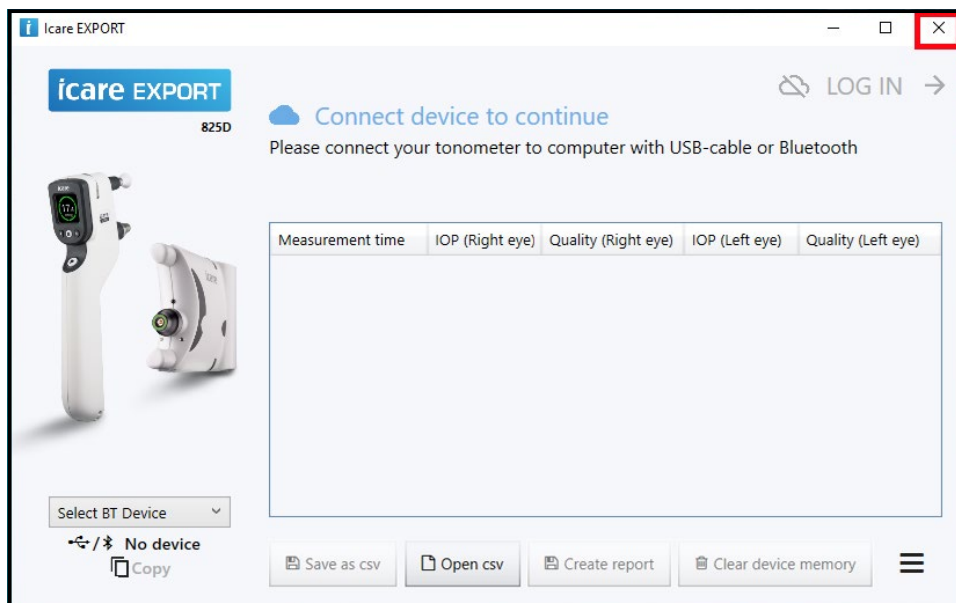 Icare EXPORT
icare EXPORT
825D
LOG IN
Connect device to continue
Please connect your tonometer to computer with USB-cable or Bluetooth
Measurement time IOP (Right eye) Quality (Right eye) IOP (Left eye) Quality (Left eye)
Select BT Device
/ No device
Copy
Save as csv Open csv Create report Clear device memory